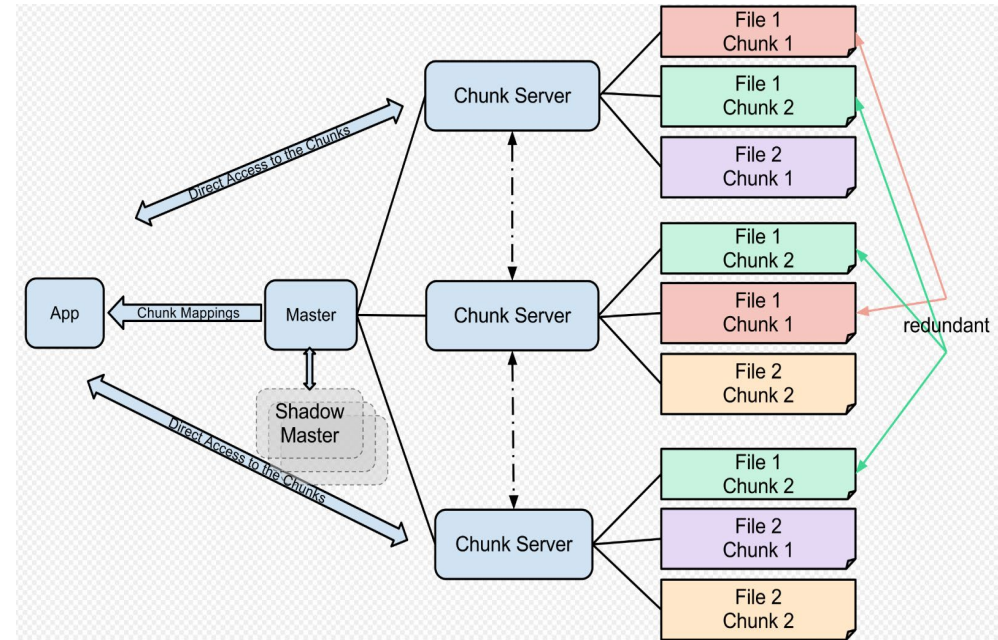 File 1
Chunk 1
Chunk Server
File 1
Chunk 2
Direct Access to the Chunks
File 2
Chunk 1
File 1
Chunk 2
App
Chunk Mappings
Master
Chunk Server
File 1
Chunk 1
redundant
File 2
Chunk 2
Shadow
Master
Direct Access to the Chunks
File 1
Chunk 2
Chunk Server
File 2
Chunk 1
File 2
Chunk 2